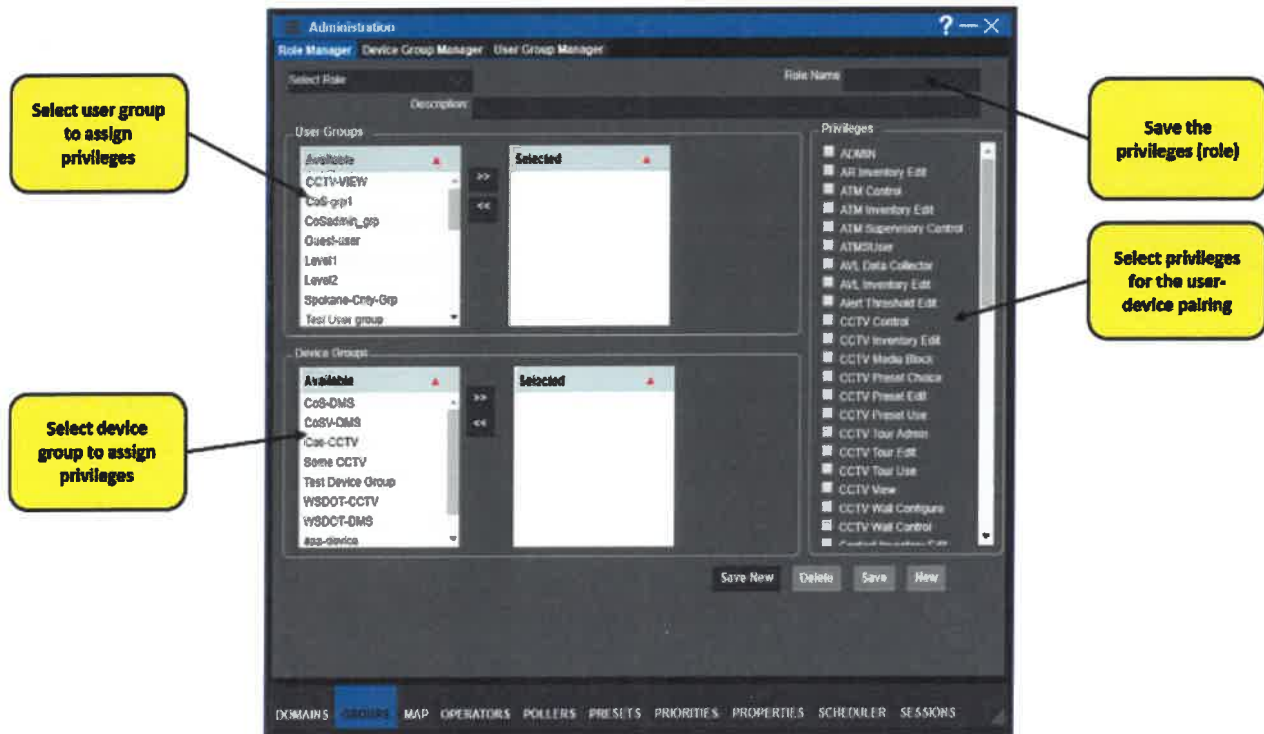 Administration
? — X
Role Manager Device Group Manager User Group Manager
Select Role
Role Name
Description:
Select user group
to assign
privileges
User Groups
Available
CCTV-VIEW
CoS-grp1
CoSadmin_grp
Guest-user
Level1
Level2
Spokane-Cnty-Grp
Test User group
>>
<<
Selected
Privileges
ADMIN
AR Inventory Edit
ATM Control
ATM Inventory Edit
ATM Supervisory Control
ATMSUser
AVL Data Collector
AVL Inventory Edit
Alert Threshold Edit
CCTV Control
CCTV Inventory Edit
CCTV Media Block
CCTV Preset Choice
CCTV Preset Edit
CCTV Preset Use
CCTV Tour Admin
CCTV Tour Edit
CCTV Tour Use
CCTV View
CCTV Wall Configure
CCTV Wall Control
Contact Inventory Edit
Save the
privileges (role)
Select privileges
for the user-
device pairing
Select device
group to assign
privileges
Device Groups
Available
CoS-DMS
CoSV-DMS
Cos-CCTV
Some CCTV
Test Device Group
WSDOT-CCTV
WSDOT-DMS
app-device
>>
<<
Selected
Save New Delete Save New
DOMAINS GROUPS MAP OPERATORS POLLERS PRESETS PRIORITIES PROPERTIES SCHEDULER SESSIONS